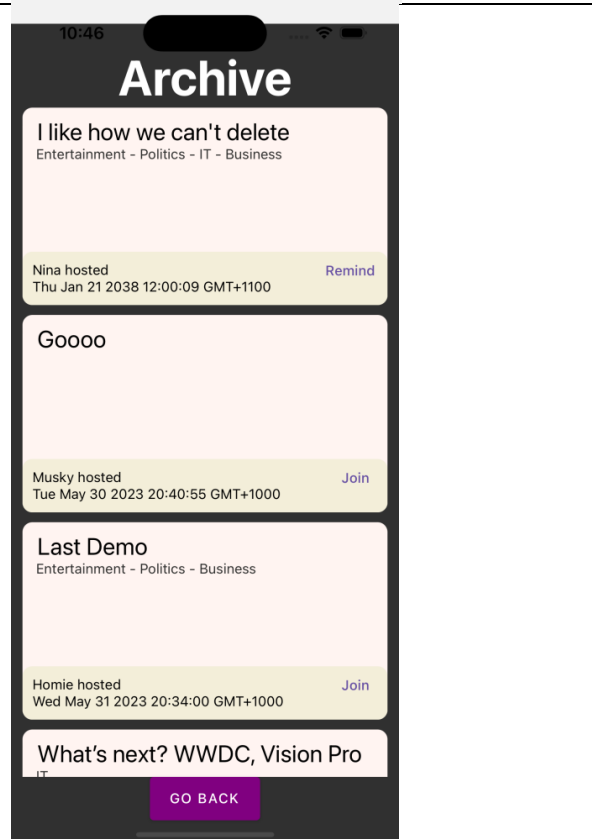 10:46
Archive
I like how we can't delete
Entertainment - Politics - IT - Business
Nina hosted
Remind
Thu Jan 21 2038 12:00:09 GMT+1100
Goooo
Musky hosted
Join
Tue May 30 2023 20:40:55 GMT+1000
Last Demo
Entertainment - Politics - Business
Homie hosted
Join
Wed May 31 2023 20:34:00 GMT+1000
What’s next? WWDC, Vision Pro
IT
GO BACK